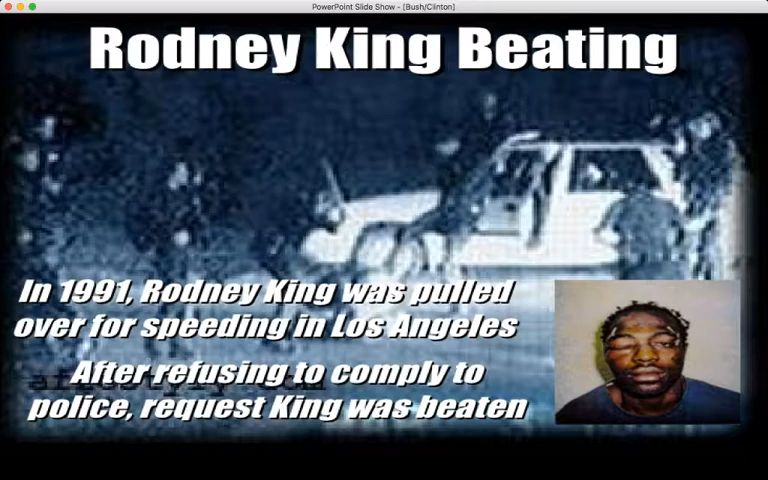 PowerPoint Slide Show - [Bush/Clinton]
Rodney King Beating
In 1991, Rodney King was pulled
over for speeding in Los Angeles
After refusing to comply to
police, request King was beaten